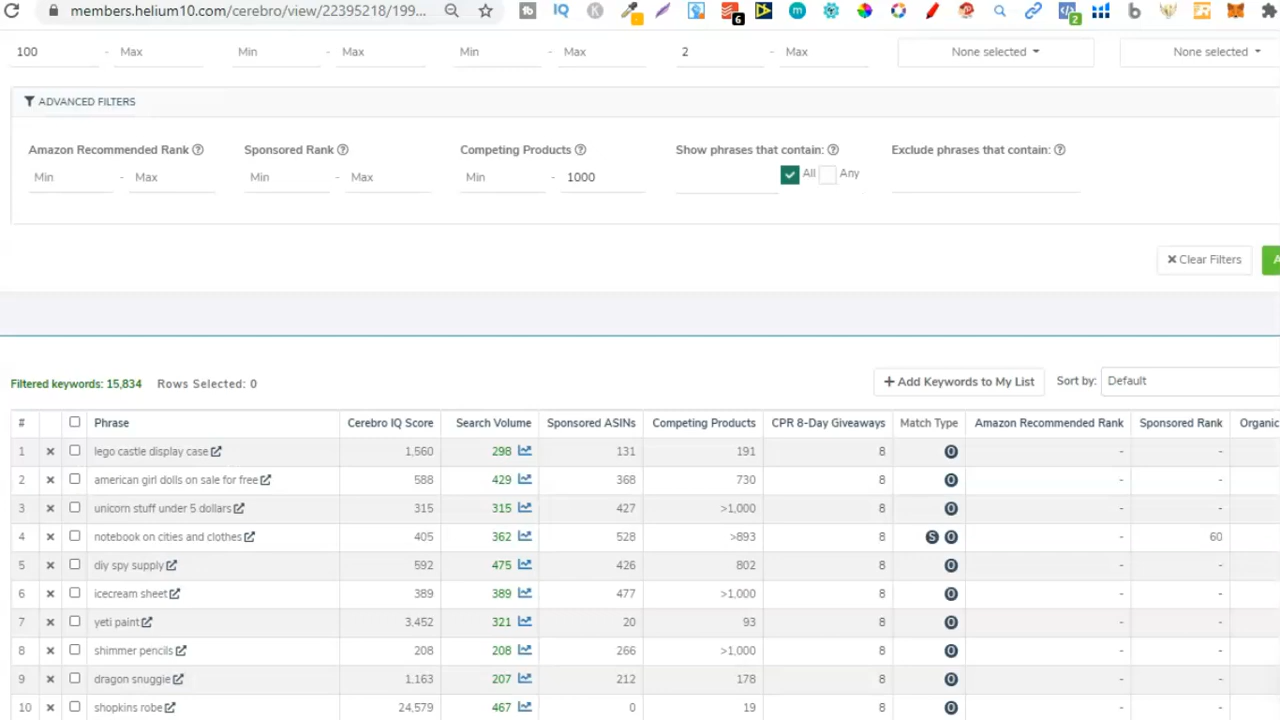 members.helium10.com/cerebro/view/22395218/199...
100 - Max Min - Max Min - Max 2 - Max None selected None selected
ADVANCED FILTERS
Amazon Recommended Rank Sponsored Rank Competing Products Show phrases that contain: Exclude phrases that contain:
Min - Max Min - Max Min - 1000 All Any
Clear Filters A
Filtered keywords: 15,834 Rows Selected: 0 + Add Keywords to My List Sort by: Default
# Phrase Cerebro IQ Score Search Volume Sponsored ASINs Competing Products CPR 8-Day Giveaways Match Type Amazon Recommended Rank Sponsored Rank Organic
1 lego castle display case 1,560 298 131 191 8 O - -
2 american girl dolls on sale for free 588 429 368 730 8 O - -
3 unicorn stuff under 5 dollars 315 315 427 >1,000 8 O - -
4 notebook on cities and clothes 405 362 528 >893 8 S O - 60
5 diy spy supply 592 475 426 802 8 O - -
6 icecream sheet 389 389 477 >1,000 8 O - -
7 yeti paint 3,452 321 20 93 8 O - -
8 shimmer pencils 208 208 266 >1,000 8 O - -
9 dragon snuggie 1,163 207 212 178 8 O - -
10 shopkins robe 24,579 467 0 19 8 O - -